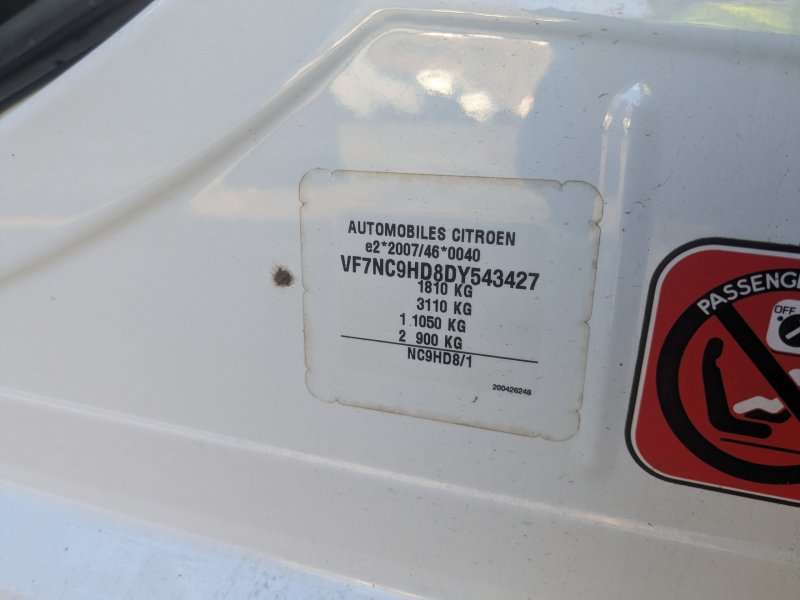 AUTOMOBILES CITROEN
e2*2007/46*0040
VF7NC9HD8DY543427
1810 KG
3110 KG
1 1050 KG
2 900 KG
NC9HD8/1
200426248
OFF